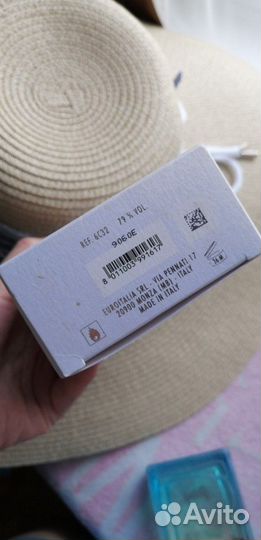 REF: 6C32 79 % VOL.
9060E
8 011003 991617
EUROITALIA SRL - VIA PENNATI 17
20900 MONZA (MB) - ITALY
MADE IN ITALY
36 M
Avito